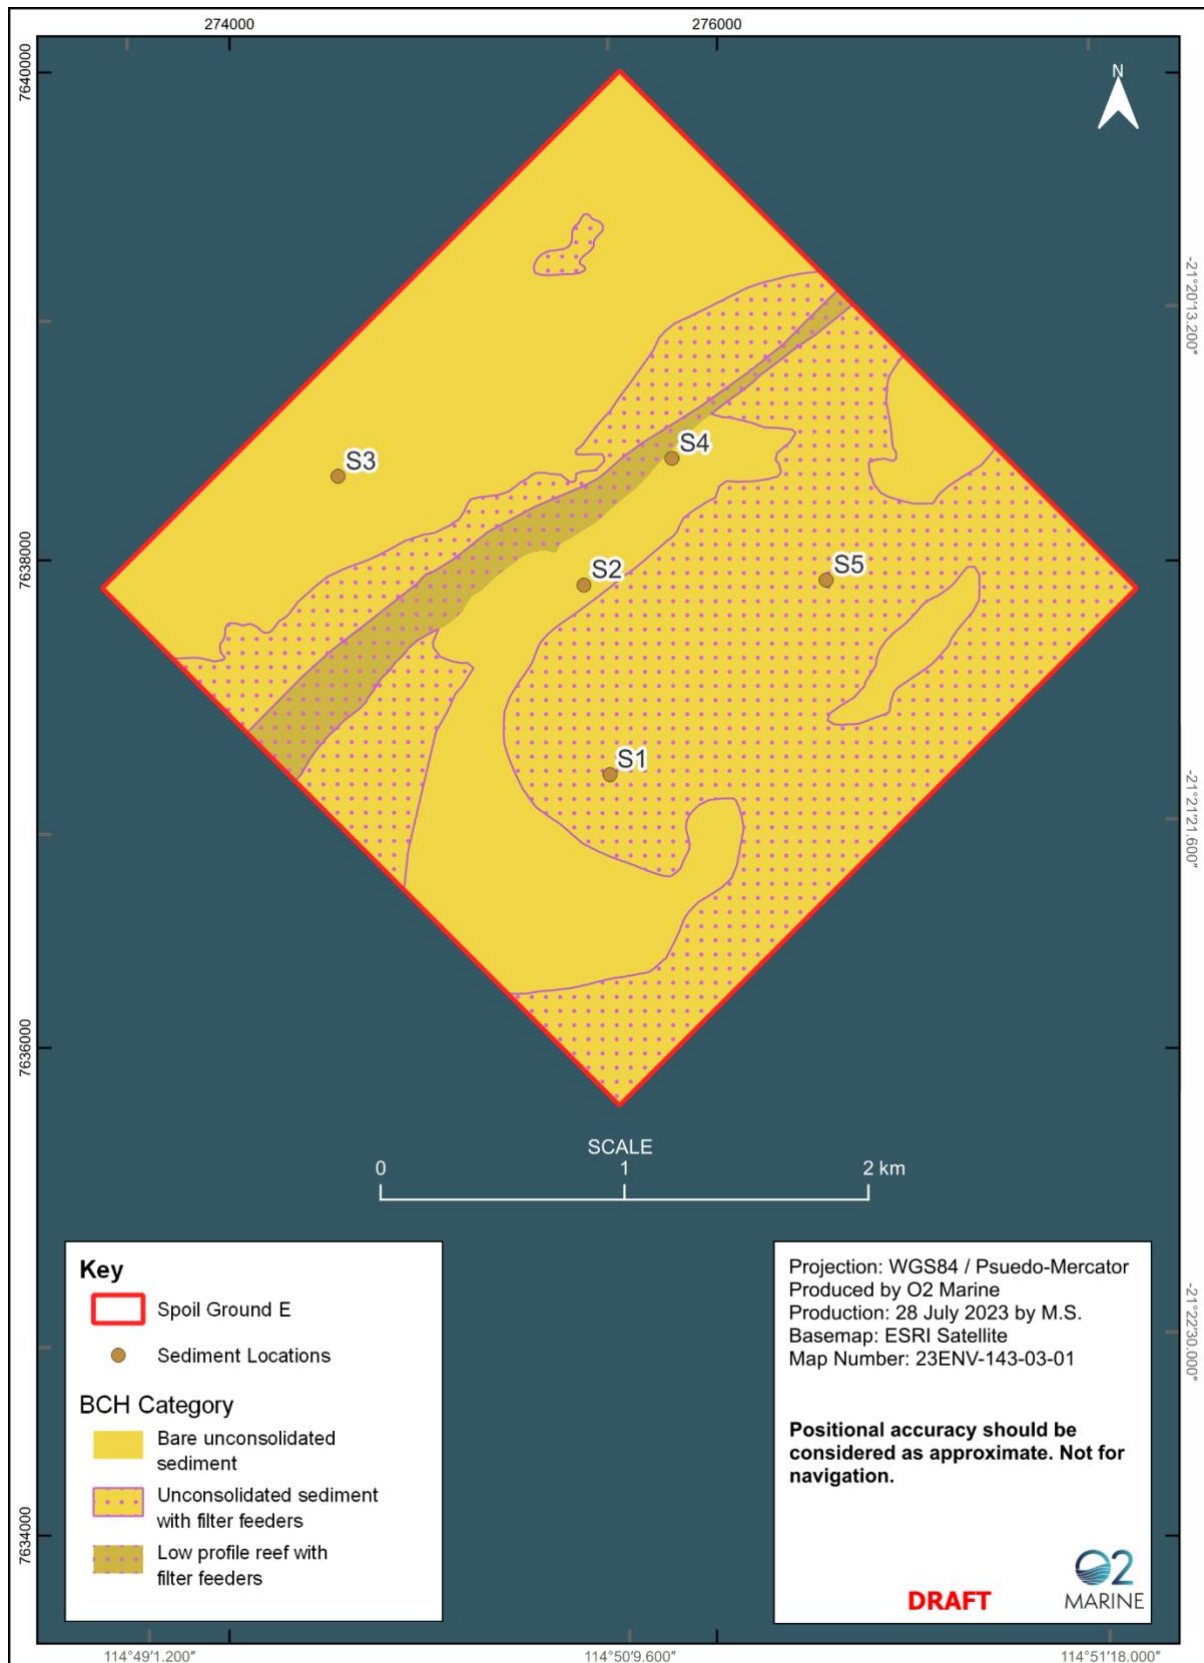 274000
276000
7640000
N
-21°20'13.200"
S4
S3
7638000
S2
S5
S1
-21°21'21.600"
7636000
SCALE
0
1
2 km
Key
Spoil Ground E
Sediment Locations
BCH Category
Bare unconsolidated
sediment
Unconsolidated sediment
with filter feeders
Low profile reef with
filter feeders
Projection: WGS84 / Psuedo-Mercator
Produced by O2 Marine
Production: 28 July 2023 by M.S.
Basemap: ESRI Satellite
Map Number: 23ENV-143-03-01
Positional accuracy should be
considered as approximate. Not for
navigation.
DRAFT
O2
MARINE
-21°22'30.000"
7634000
114°49'1.200"
114°50'9.600"
114°51'18.000"